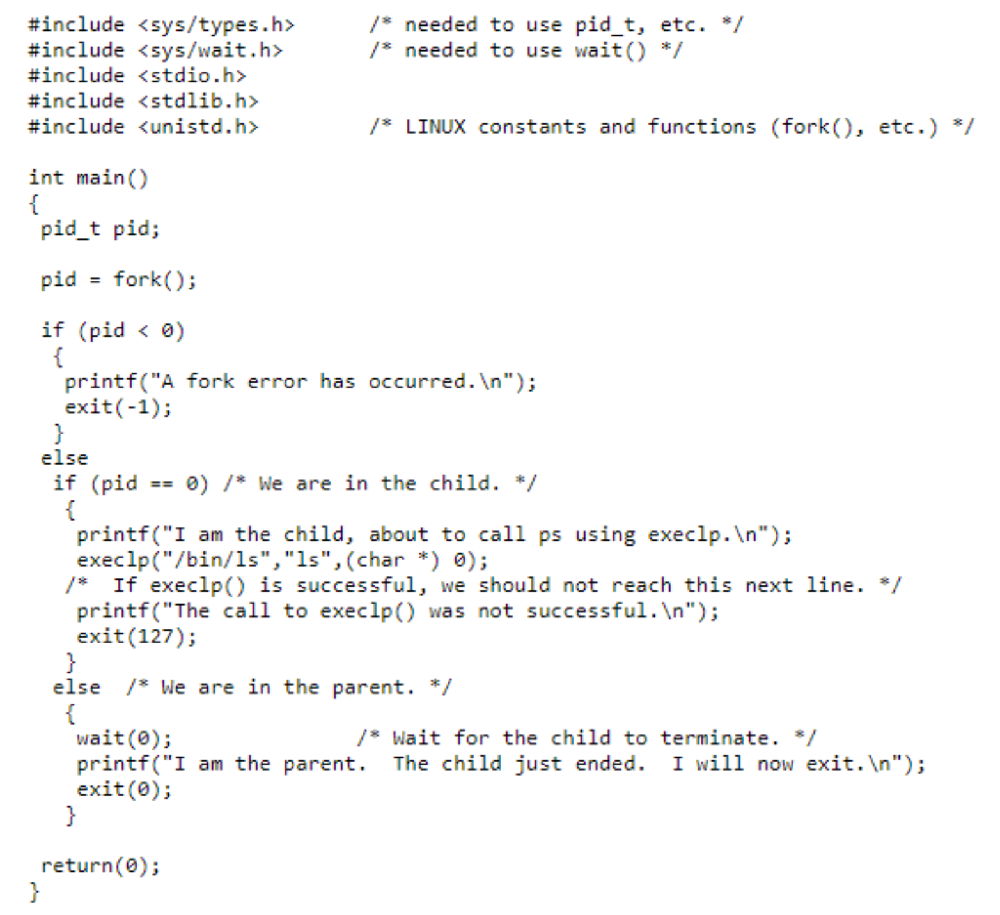 #include <sys/types.h>      /* needed to use pid_t, etc. */
#include <sys/wait.h>       /* needed to use wait() */
#include <stdio.h>
#include <stdlib.h>
#include <unistd.h>         /* LINUX constants and functions (fork(), etc.) */

int main()
{
 pid_t pid;

 pid = fork();

 if (pid < 0)
  {
   printf("A fork error has occurred.\n");
   exit(-1);
  }
 else
  if (pid == 0) /* We are in the child. */
   {
    printf("I am the child, about to call ps using execlp.\n");
    execlp("/bin/ls","ls",(char *) 0);
   /*  If execlp() is successful, we should not reach this next line. */
    printf("The call to execlp() was not successful.\n");
    exit(127);
   }
  else  /* We are in the parent. */
   {
    wait(0);               /* Wait for the child to terminate. */
    printf("I am the parent.  The child just ended.  I will now exit.\n");
    exit(0);
   }

 return(0);
}